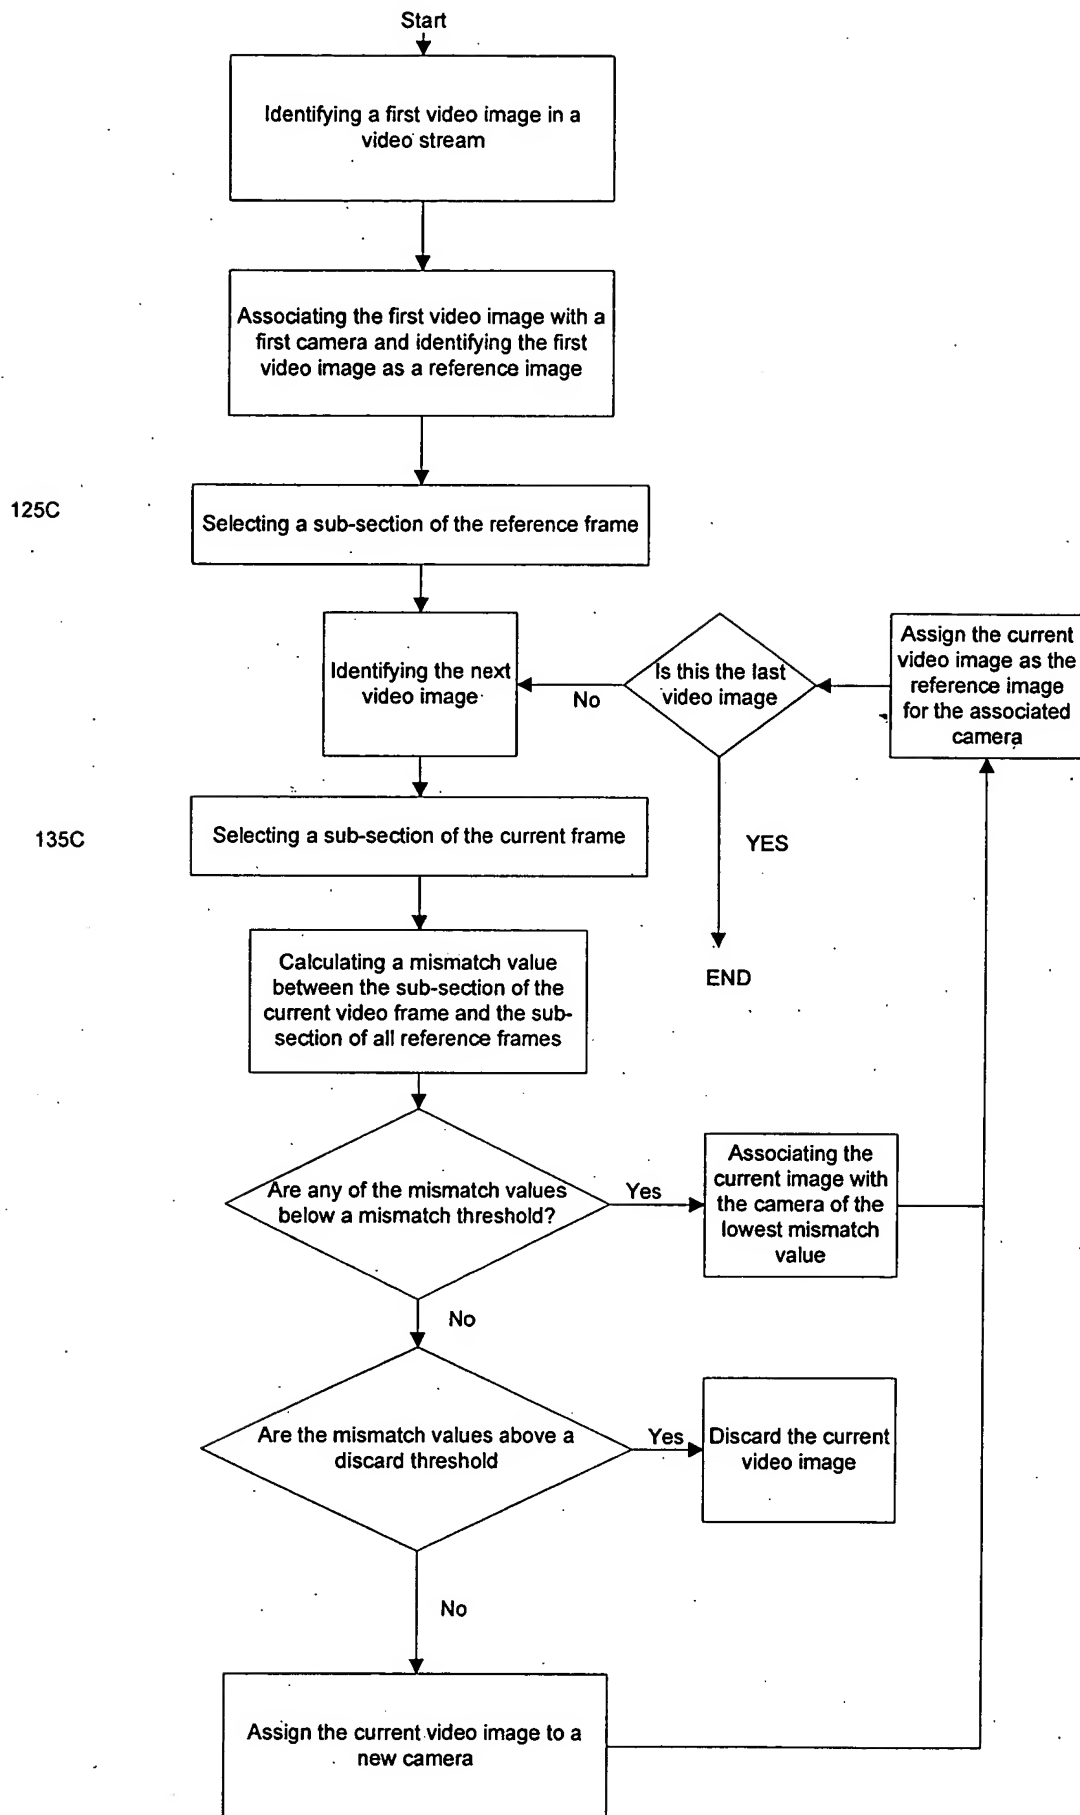 Start
Identifying a first video image in a
video stream
Associating the first video image with a
first camera and identifying the first
video image as a reference image
125C
Selecting a sub-section of the reference frame
Identifying the next
video image
No
Is this the last
video image
Assign the current
video image as the
reference image
for the associated
camera
135C
Selecting a sub-section of the current frame
YES
END
Calculating a mismatch value
between the sub-section of the
current video frame and the sub-
section of all reference frames
Are any of the mismatch values
below a mismatch threshold?
Yes
Associating the
current image with
the camera of the
lowest mismatch
value
No
Are the mismatch values above a
discard threshold
Yes
Discard the current
video image
No
Assign the current video image to a
new camera